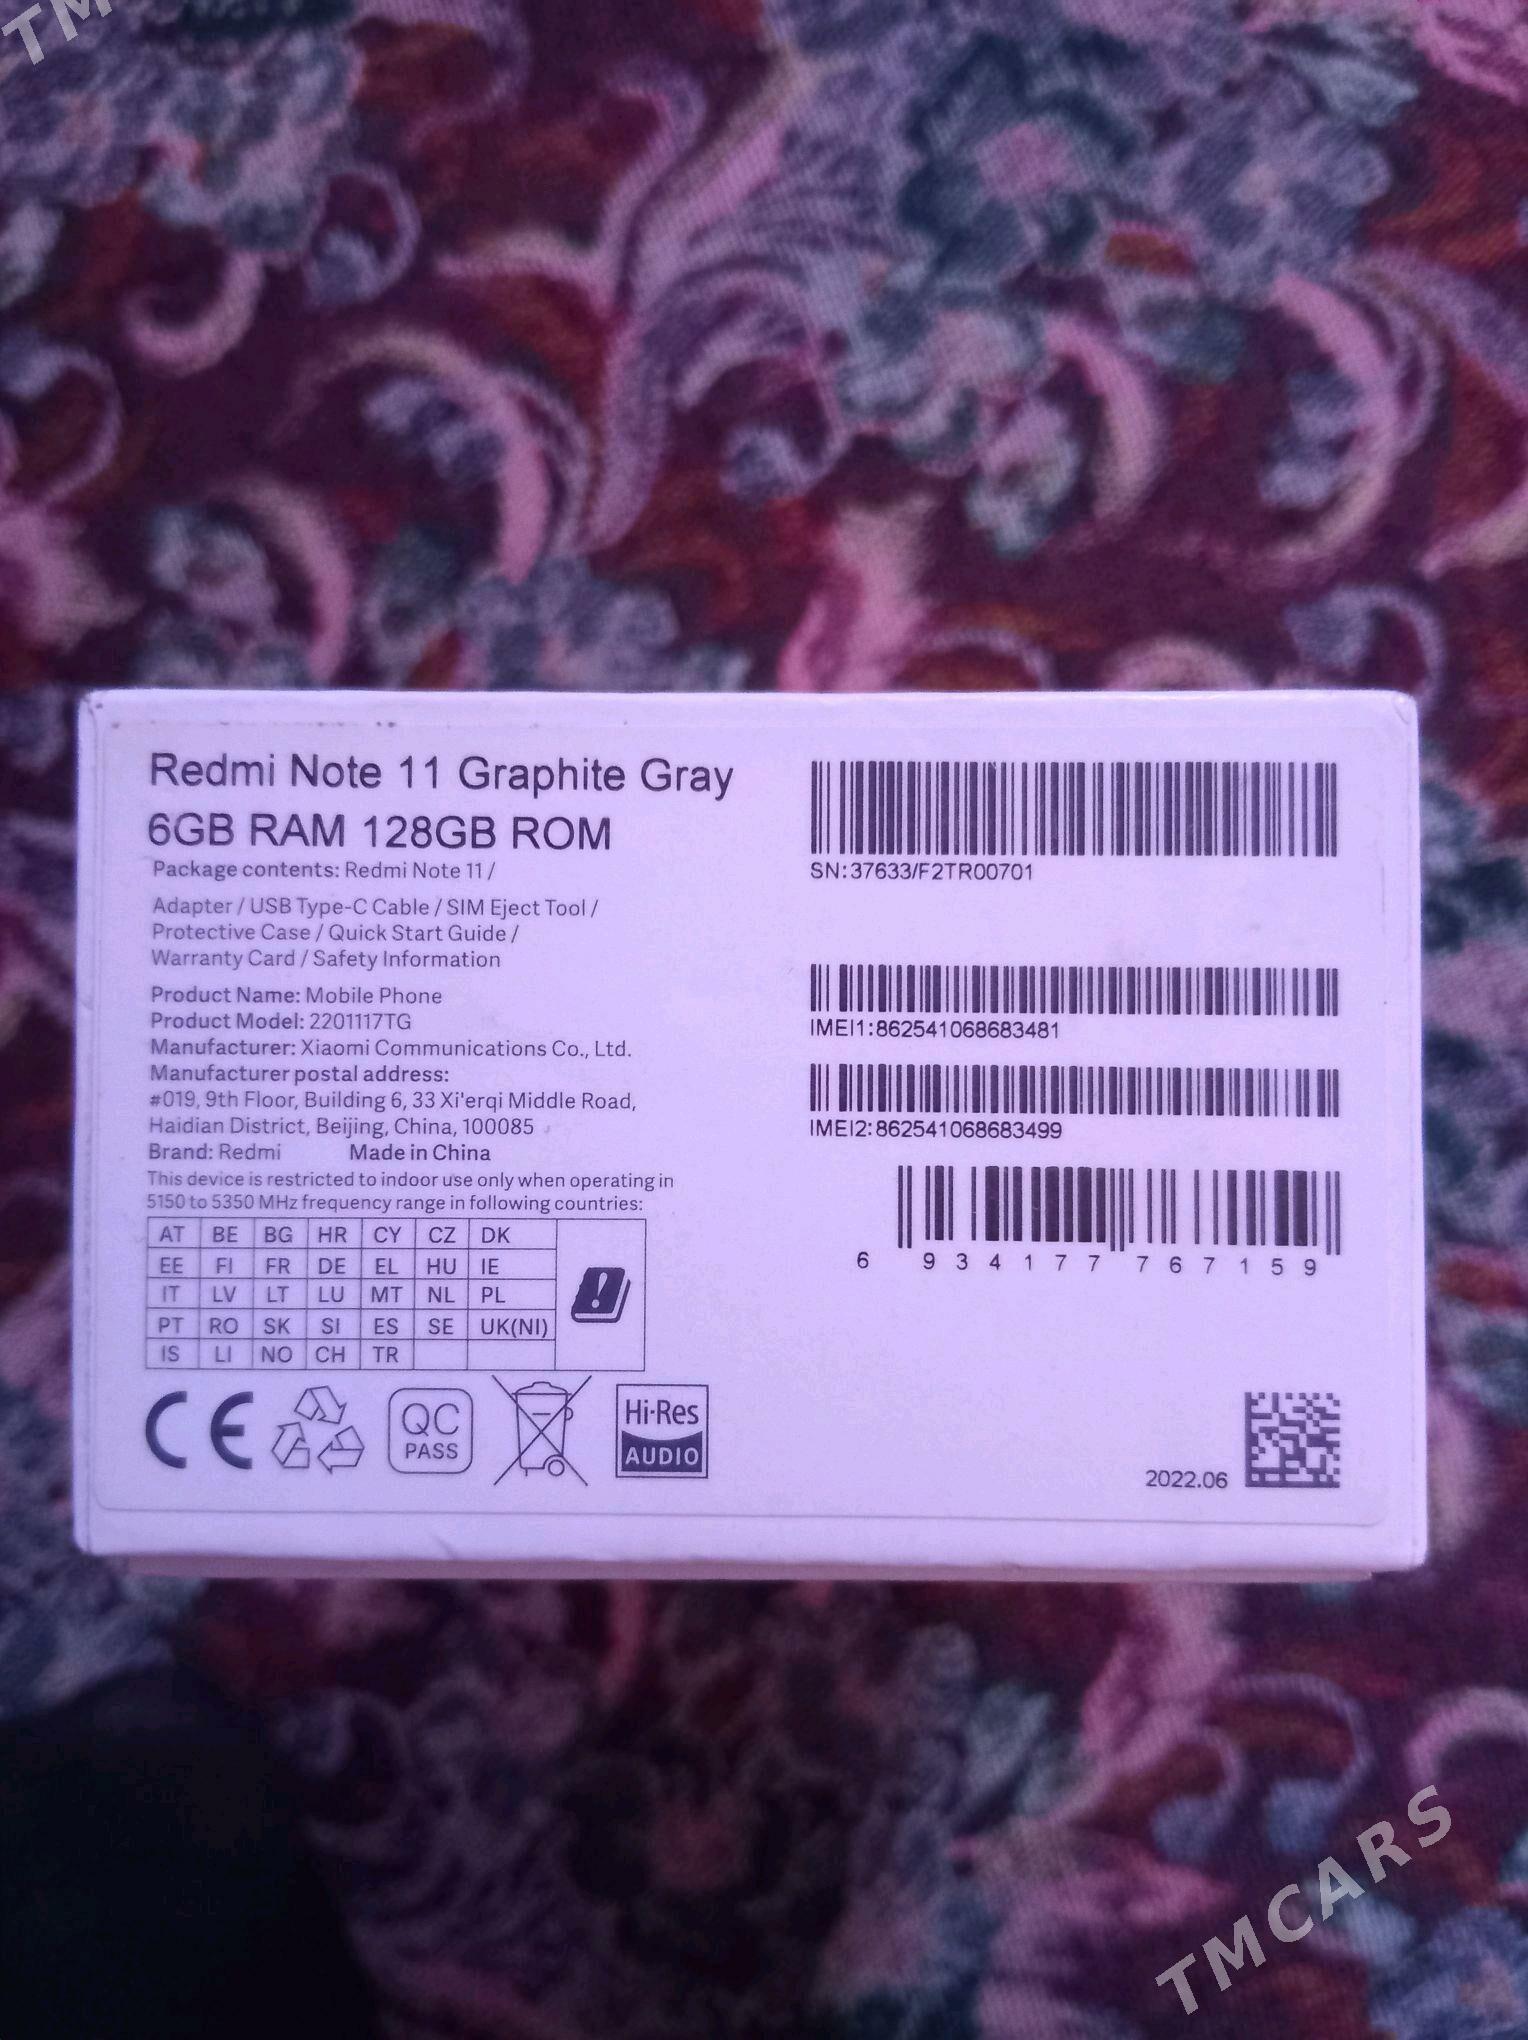 TM
Redmi Note 11 Graphite Gray
6GB RAM 128GB ROM
Package contents: Redmi Note 11 /
Adapter / USB Type-C Cable / SIM Eject Tool /
Protective Case / Quick Start Guide /
Warranty Card / Safety Information
Product Name: Mobile Phone
Product Model: 2201117TG
Manufacturer: Xiaomi Communications Co., Ltd.
Manufacturer postal address:
#019, 9th Floor, Building 6, 33 Xi'erqi Middle Road,
Haidian District, Beijing, China, 100085
Brand: Redmi Made in China
This device is restricted to indoor use only when operating in
5150 to 5350 MHz frequency range in following countries:
AT BE BG HR CY CZ DK
EE FI FR DE EL HU IE
IT LV LT LU MT NL PL
PT RO SK SI ES SE UK(NI)
IS LI NO CH TR
CE
QC
PASS
Hi-Res
AUDIO
SN:37633/F2TR00701
IMEI1:862541068683481
IMEI2:862541068683499
6 934177 767159
2022.06
TMCARS